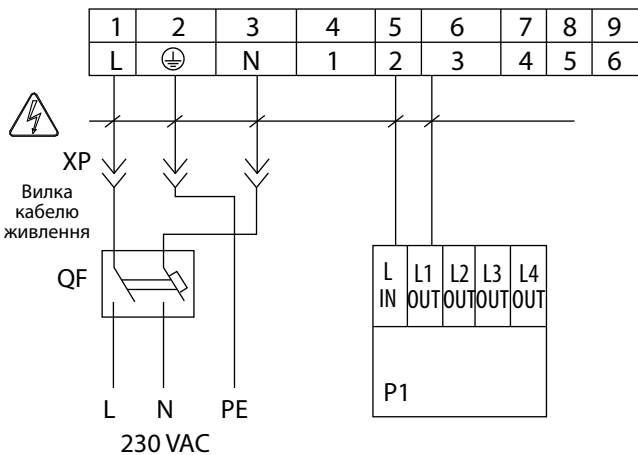 1 2 3 4 5 6 7 8 9
L N 1 2 3 4 5 6
XP
Вилка
кабелю
живлення
QF
L N PE
230 VAC
L L1 L2 L3 L4
IN OUT OUT OUT OUT
P1